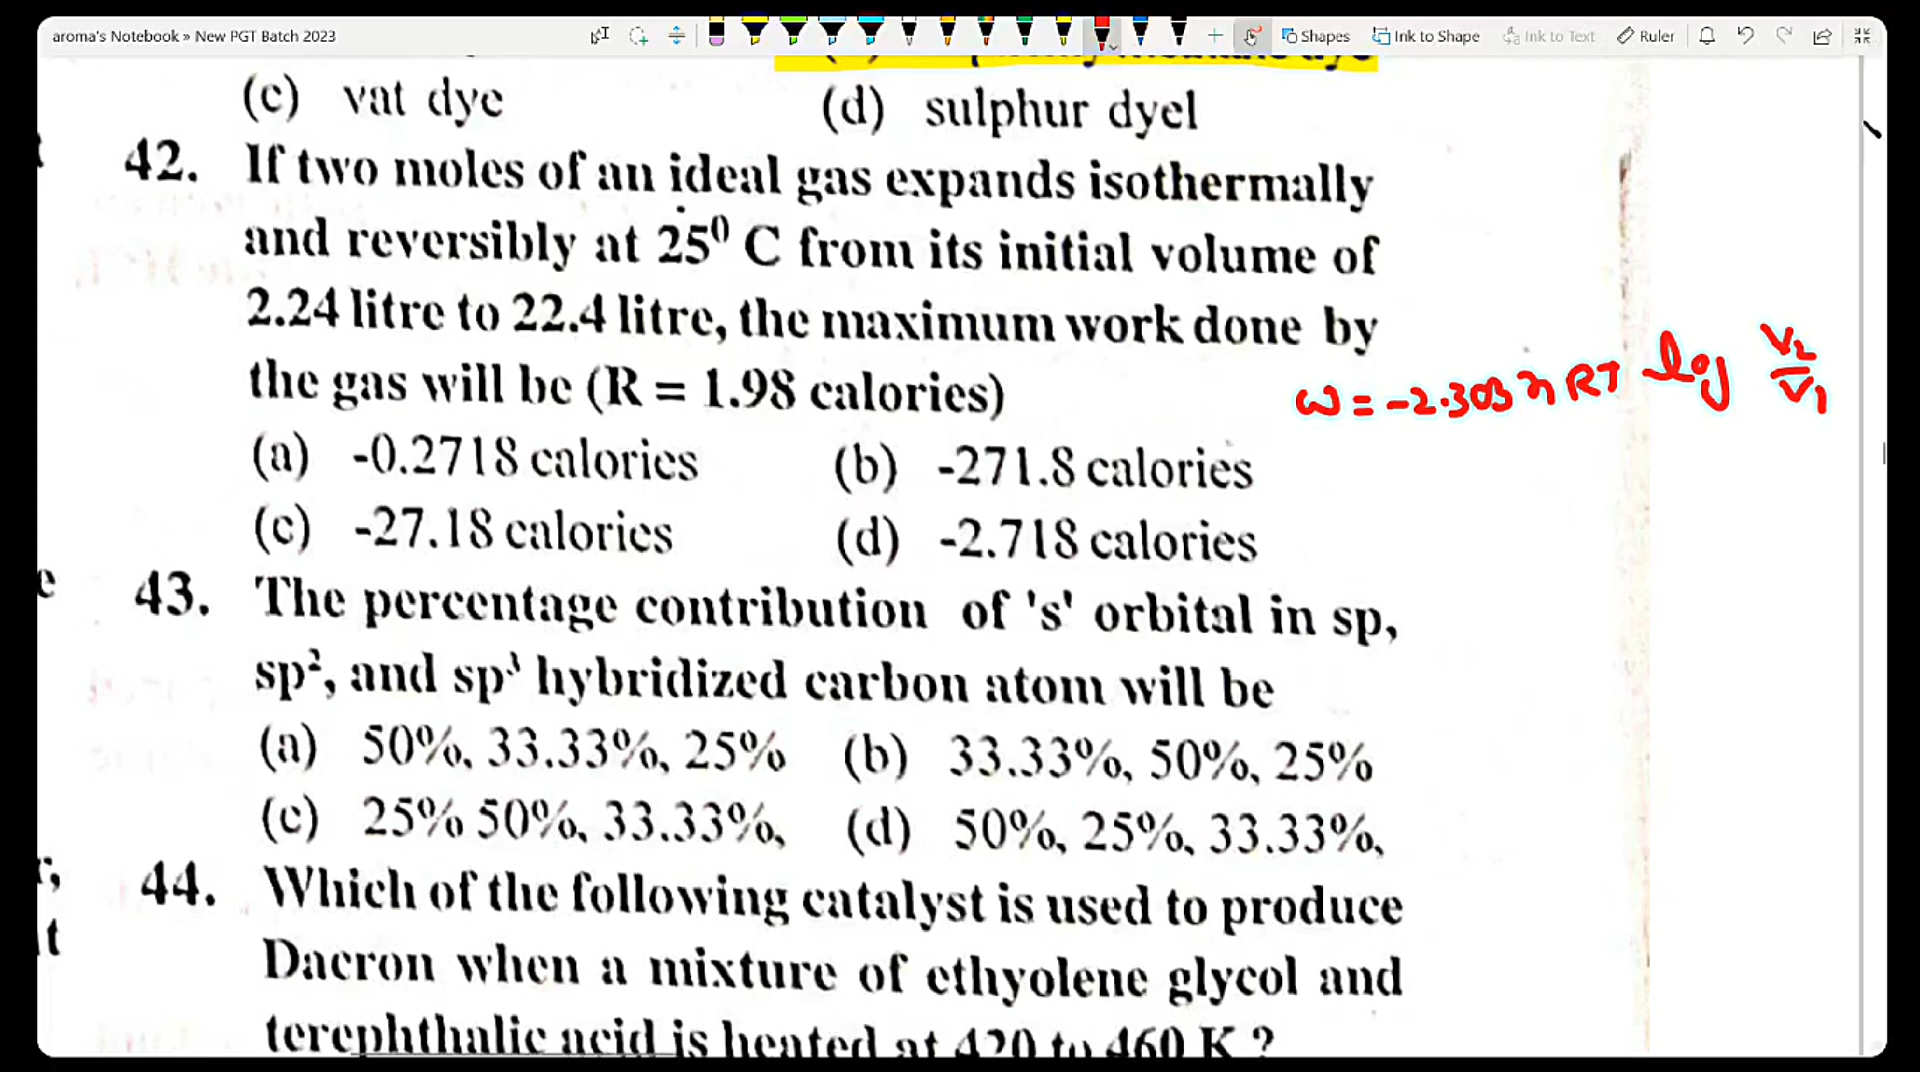 aroma's Notebook » New PGT Batch 2023
Shapes Ink to Shape Ink to Text Ruler
(c) vat dye (d) sulphur dyel
42. If two moles of an ideal gas expands isothermally
and reversibly at 25⁰ C from its initial volume of
2.24 litre to 22.4 litre, the maximum work done by
the gas will be (R = 1.98 calories)
W = -2.303 n RT log V₂/V₁
(a) -0.2718 calories (b) -271.8 calories
(c) -27.18 calories (d) -2.718 calories
43. The percentage contribution of 's' orbital in sp,
sp², and sp³ hybridized carbon atom will be
(a) 50%, 33.33%, 25% (b) 33.33%, 50%, 25%
(c) 25% 50%, 33.33%, (d) 50%, 25%, 33.33%,
44. Which of the following catalyst is used to produce
Dacron when a mixture of ethyolene glycol and
terephthalic acid is heated at 420 to 460 K ?